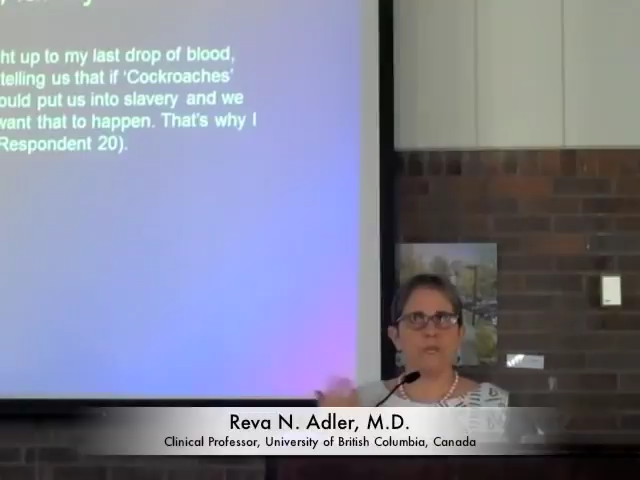 ht up to my last drop of blood,
telling us that if 'Cockroaches'
ould put us into slavery and we
want that to happen. That's why I
Respondent 20).
Reva N. Adler, M.D.
Clinical Professor, University of British Columbia, Canada